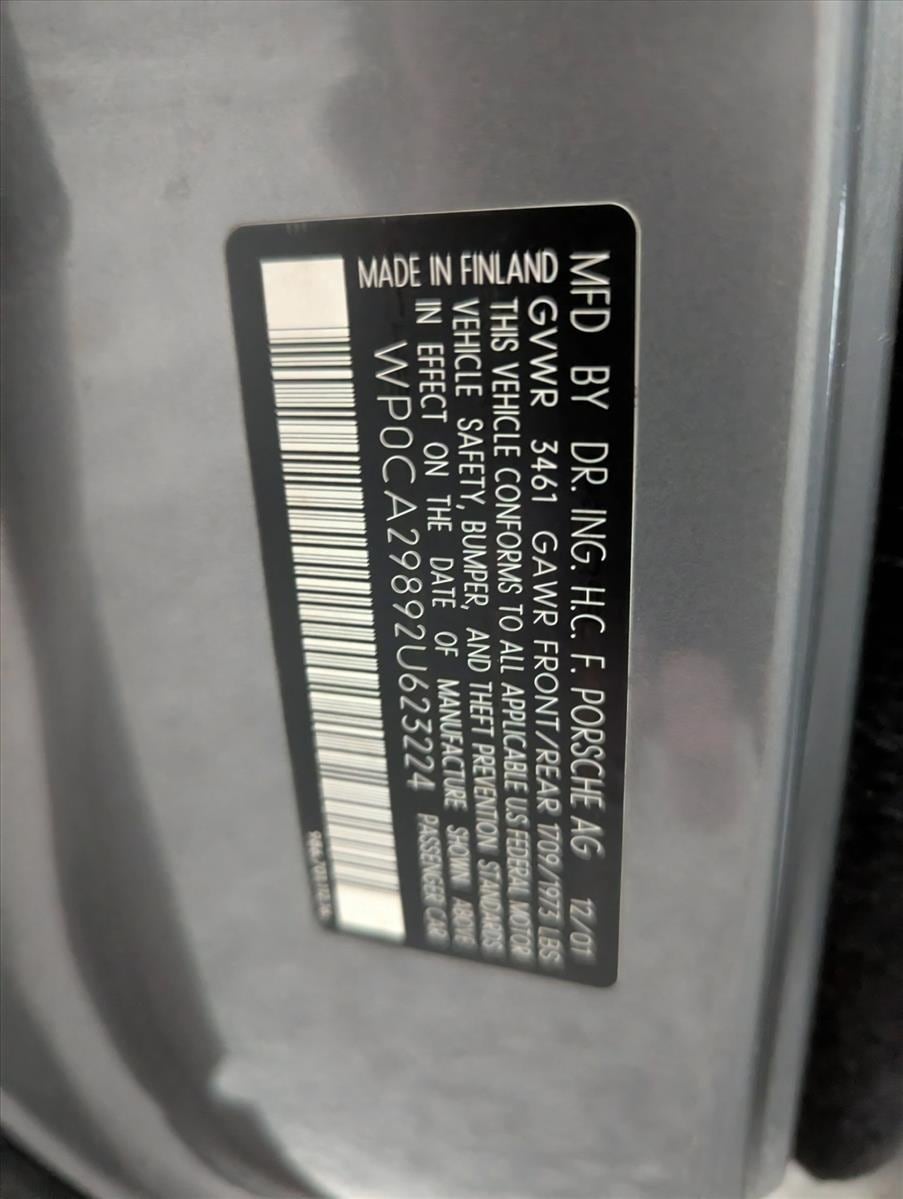 MFD BY DR. ING. H.C. F. PORSCHE AG 12/01
GVWR 3461 GAWR FRONT/REAR 1709/1973 LBS
THIS VEHICLE CONFORMS TO ALL APPLICABLE U.S FEDERAL MOTOR
VEHICLE SAFETY, BUMPER, AND THEFT PREVENTION STANDARDS
IN EFFECT ON THE DATE OF MANUFACTURE SHOWN ABOVE
WP0CA29892U623224 PASSENGER CAR
MADE IN FINLAND